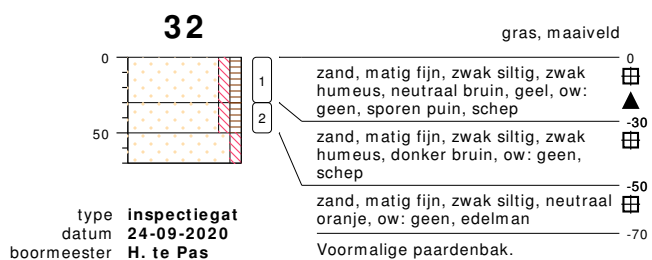 32
gras, maaiveld
0
0
1
zand, matig fijn, zwak siltig, zwak
humeus, neutraal bruin, geel, ow:
geen, sporen puin, schep
-30
2
50
zand, matig fijn, zwak siltig, zwak
humeus, donker bruin, ow: geen,
schep
-50
zand, matig fijn, zwak siltig, neutraal
oranje, ow: geen, edelman
-70
Voormalige paardenbak.
type inspectiegat
datum 24-09-2020
boormeester H. te Pas